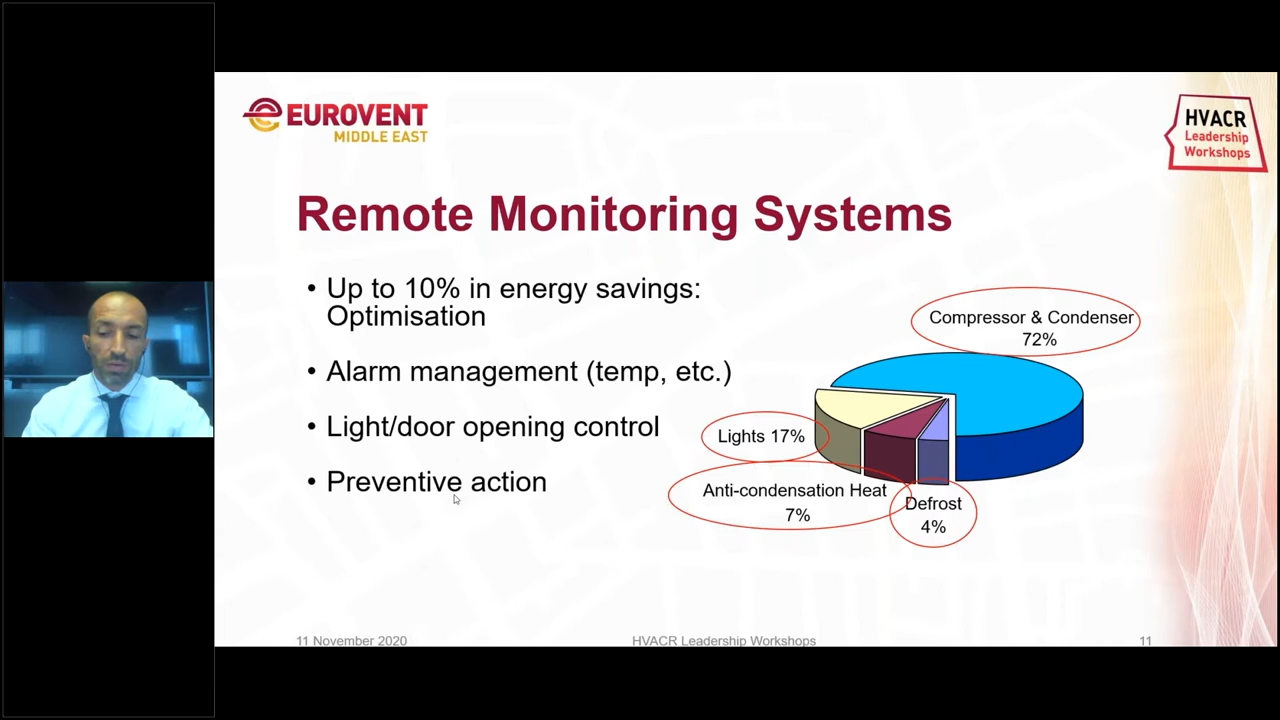 EUROVENT
MIDDLE EAST
HVACR
Leadership
Workshops
Remote Monitoring Systems
• Up to 10% in energy savings:
Optimisation
• Alarm management (temp, etc.)
• Light/door opening control
• Preventive action
Compressor & Condenser
72%
Lights 17%
Anti-condensation Heat
7%
Defrost
4%
11 November 2020
HVACR Leadership Workshops
11